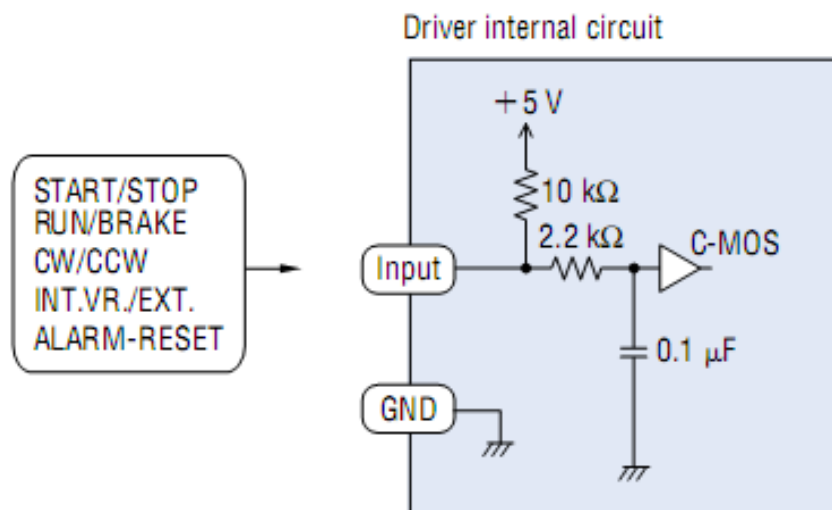 Driver internal circuit
+5 V
10 kΩ
2.2 kΩ
C-MOS
START/STOP
RUN/BRAKE
CW/CCW
INT.VR./EXT.
ALARM-RESET
Input
0.1 µF
GND